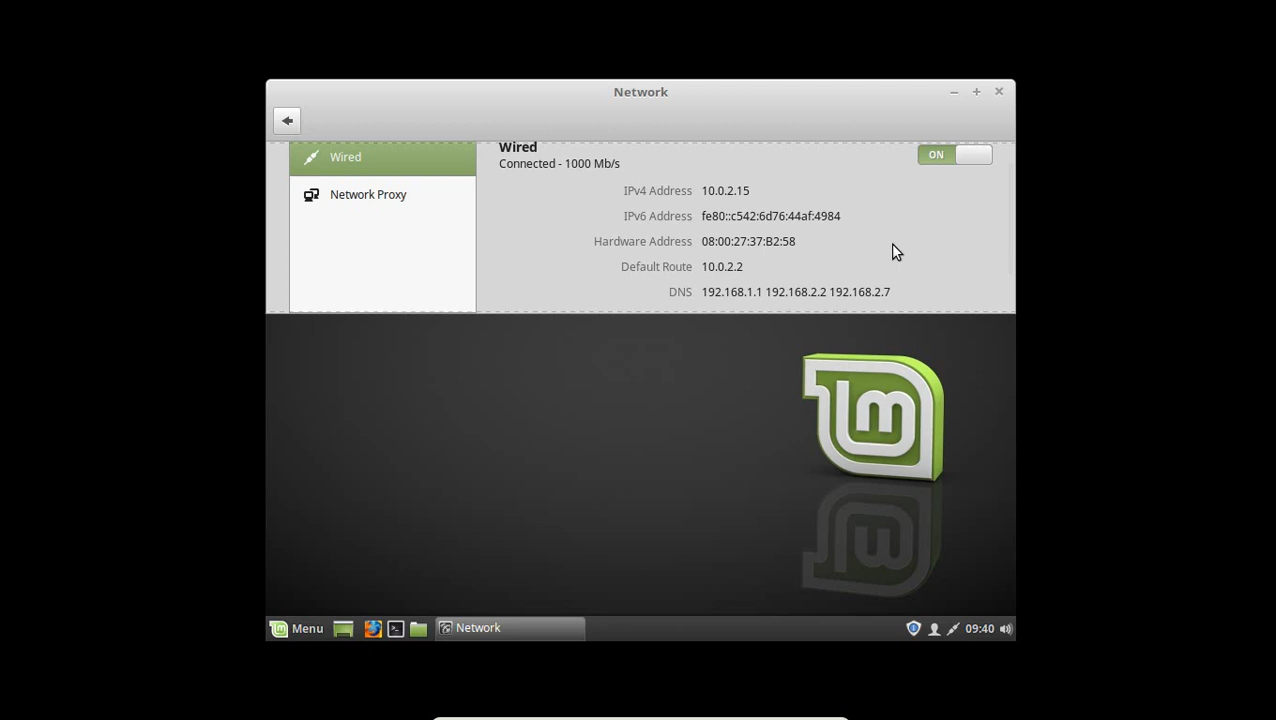 Network
Wired
Network Proxy
Wired
Connected - 1000 Mb/s
ON
IPv4 Address 10.0.2.15
IPv6 Address fe80::c542:6d76:44af:4984
Hardware Address 08:00:27:37:B2:58
Default Route 10.0.2.2
DNS 192.168.1.1 192.168.2.2 192.168.2.7
Menu
Network
09:40